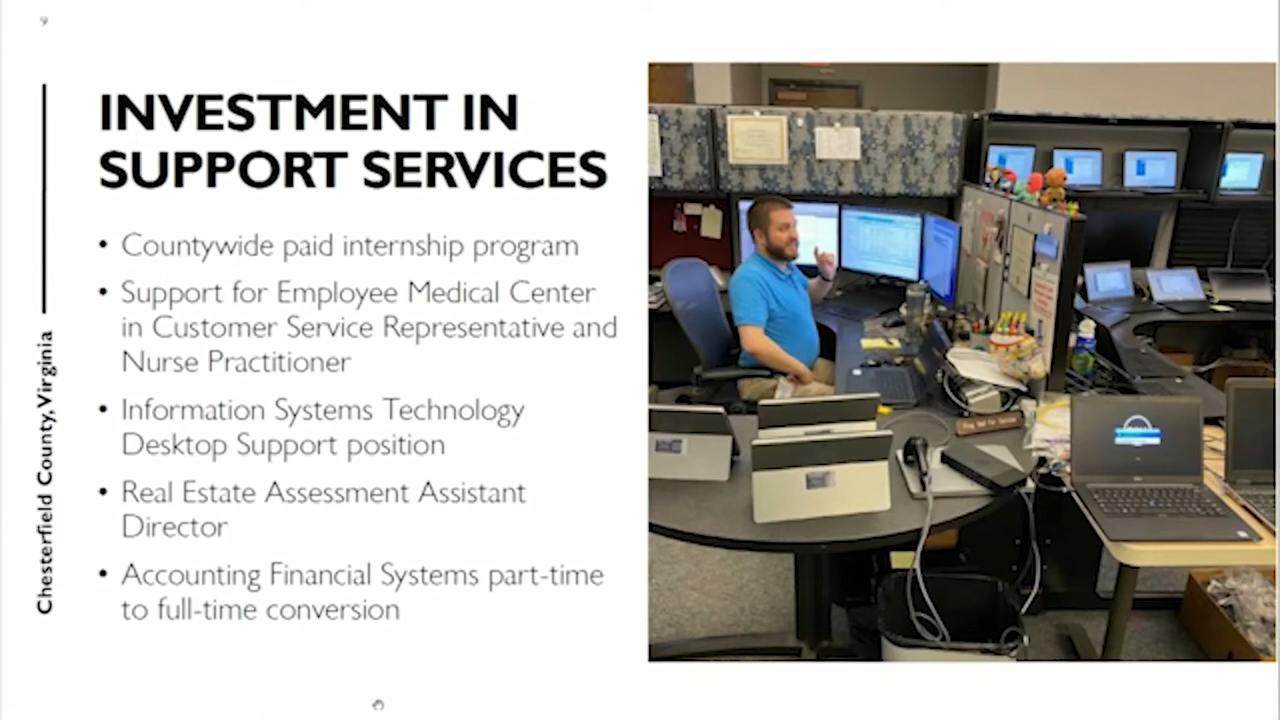 9
INVESTMENT IN
SUPPORT SERVICES
• Countywide paid internship program
• Support for Employee Medical Center
in Customer Service Representative and
Nurse Practitioner
• Information Systems Technology
Desktop Support position
• Real Estate Assessment Assistant
Director
• Accounting Financial Systems part-time
to full-time conversion
Chesterfield County, Virginia